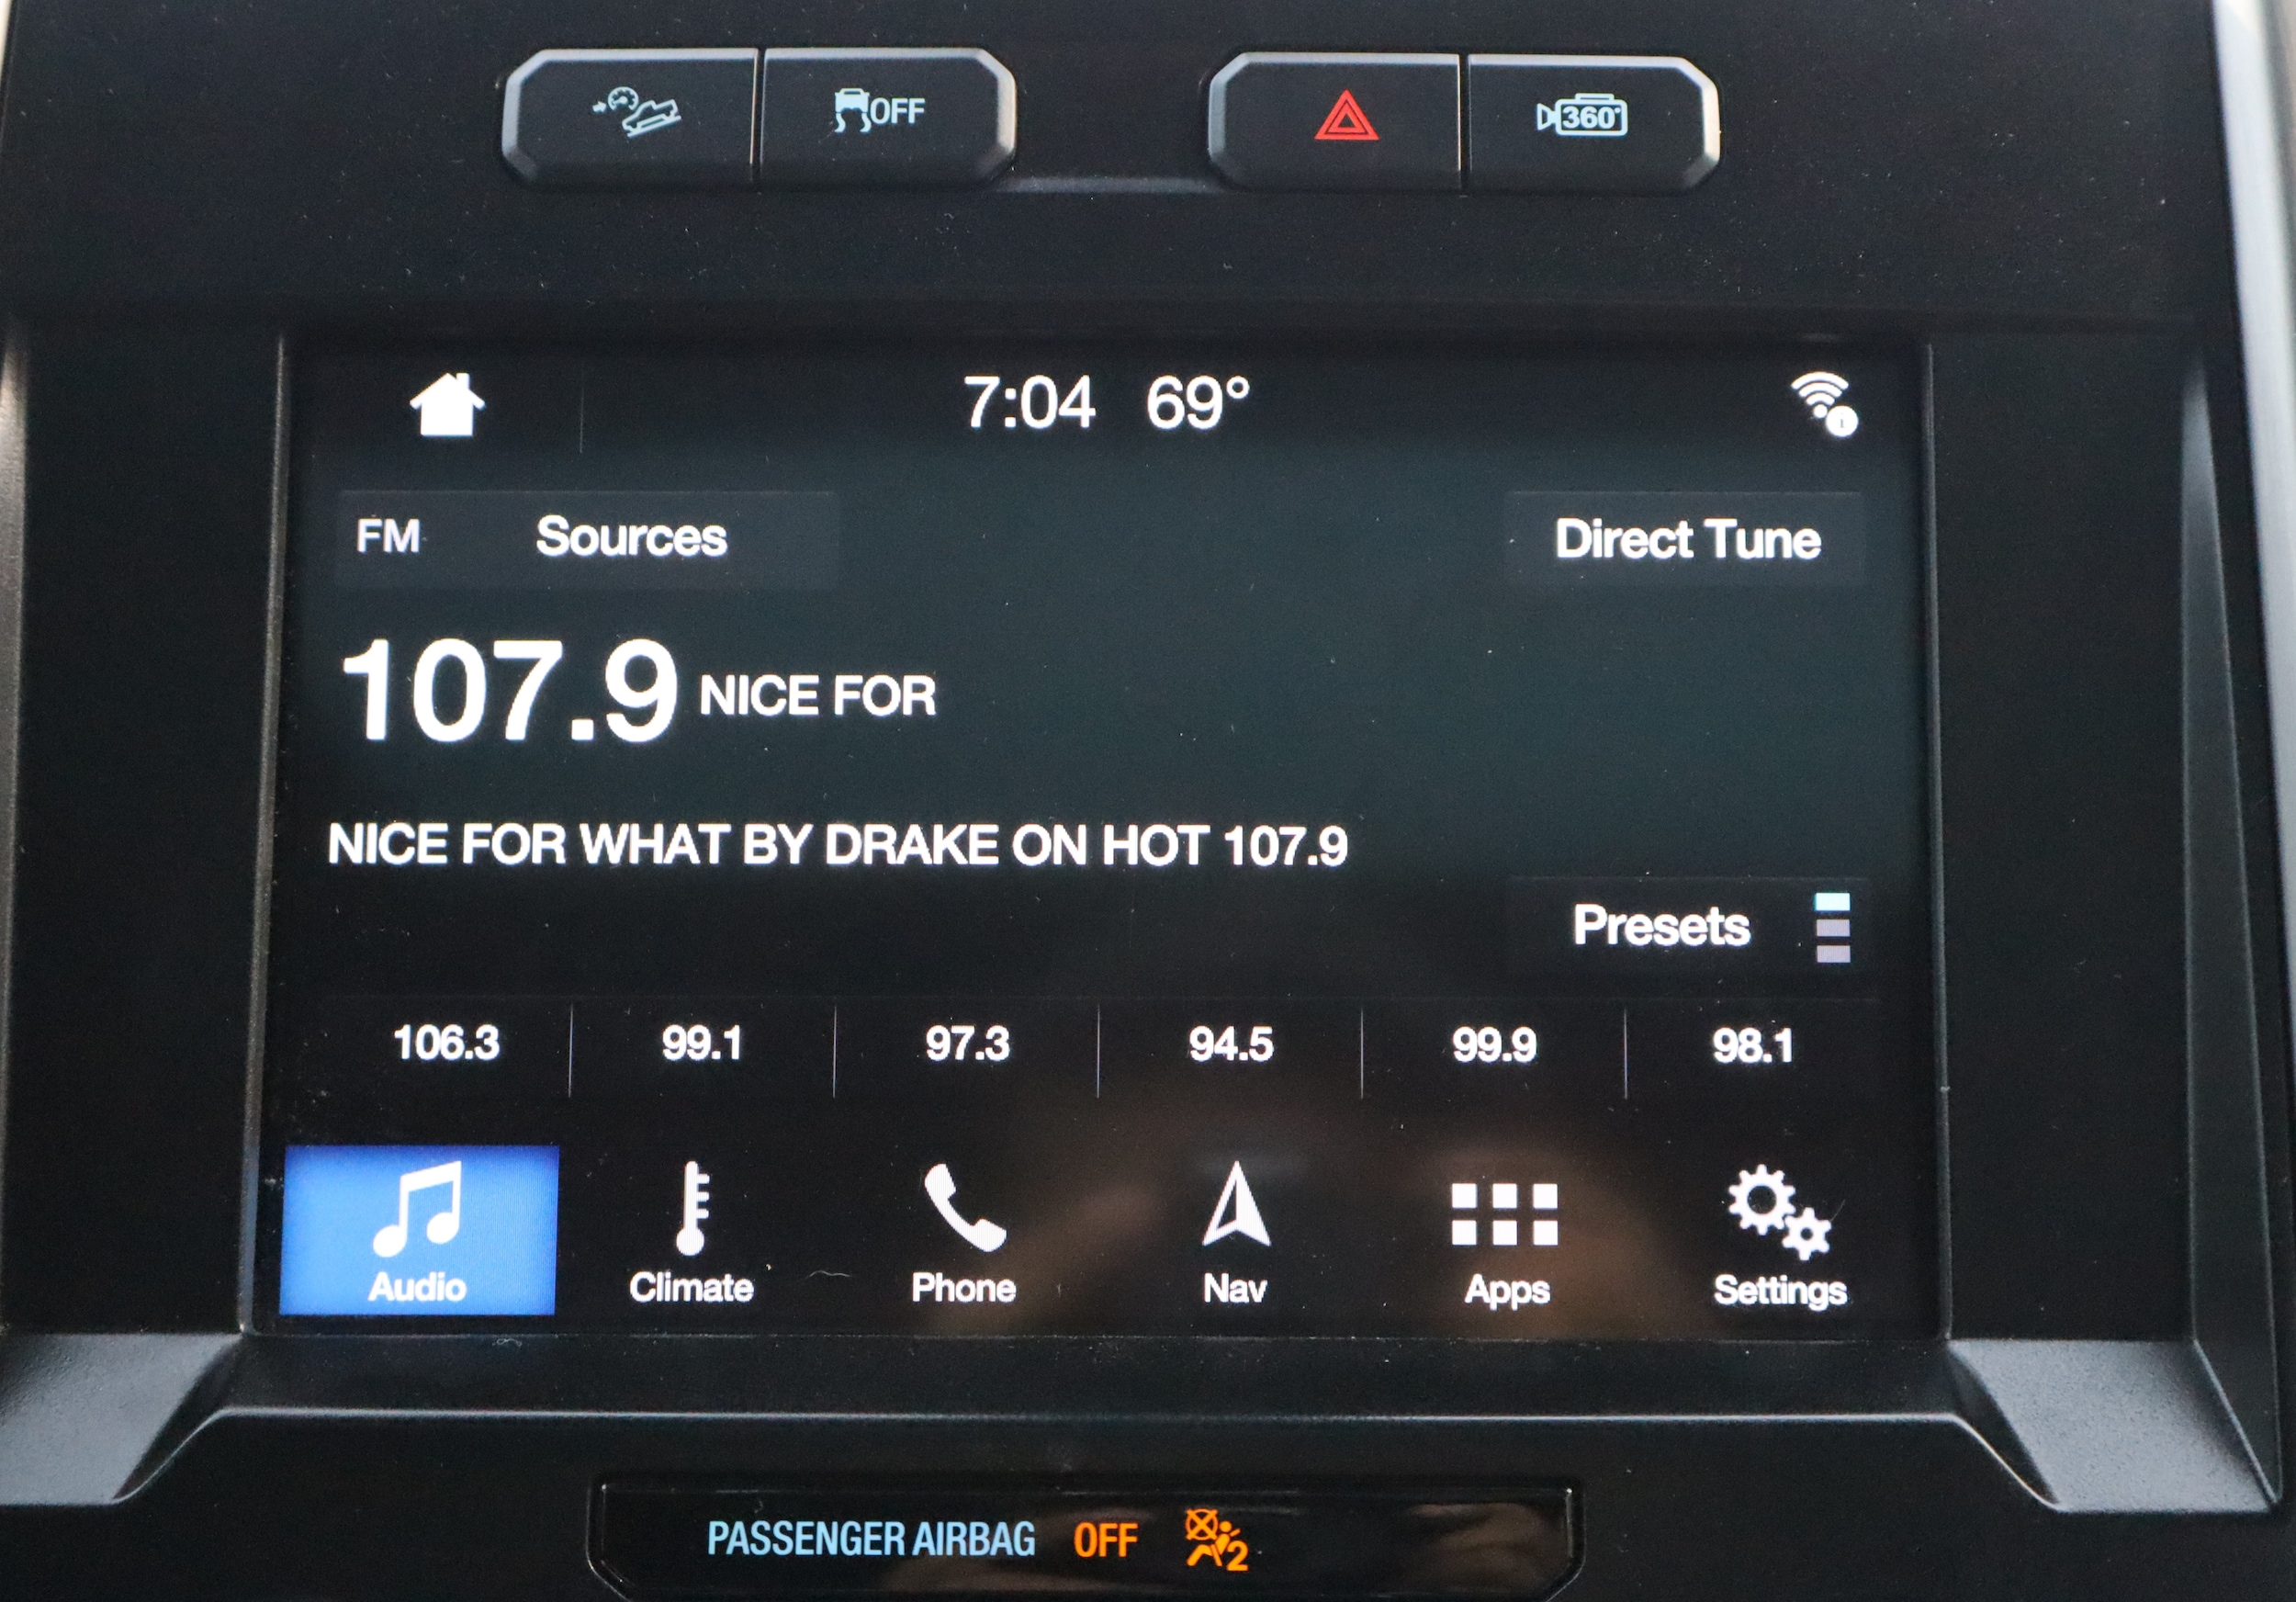 OFF
360°
7:04 69°
FM Sources Direct Tune
107.9 NICE FOR
NICE FOR WHAT BY DRAKE ON HOT 107.9
Presets
106.3 99.1 97.3 94.5 99.9 98.1
Audio Climate Phone Nav Apps Settings
PASSENGER AIRBAG OFF 2